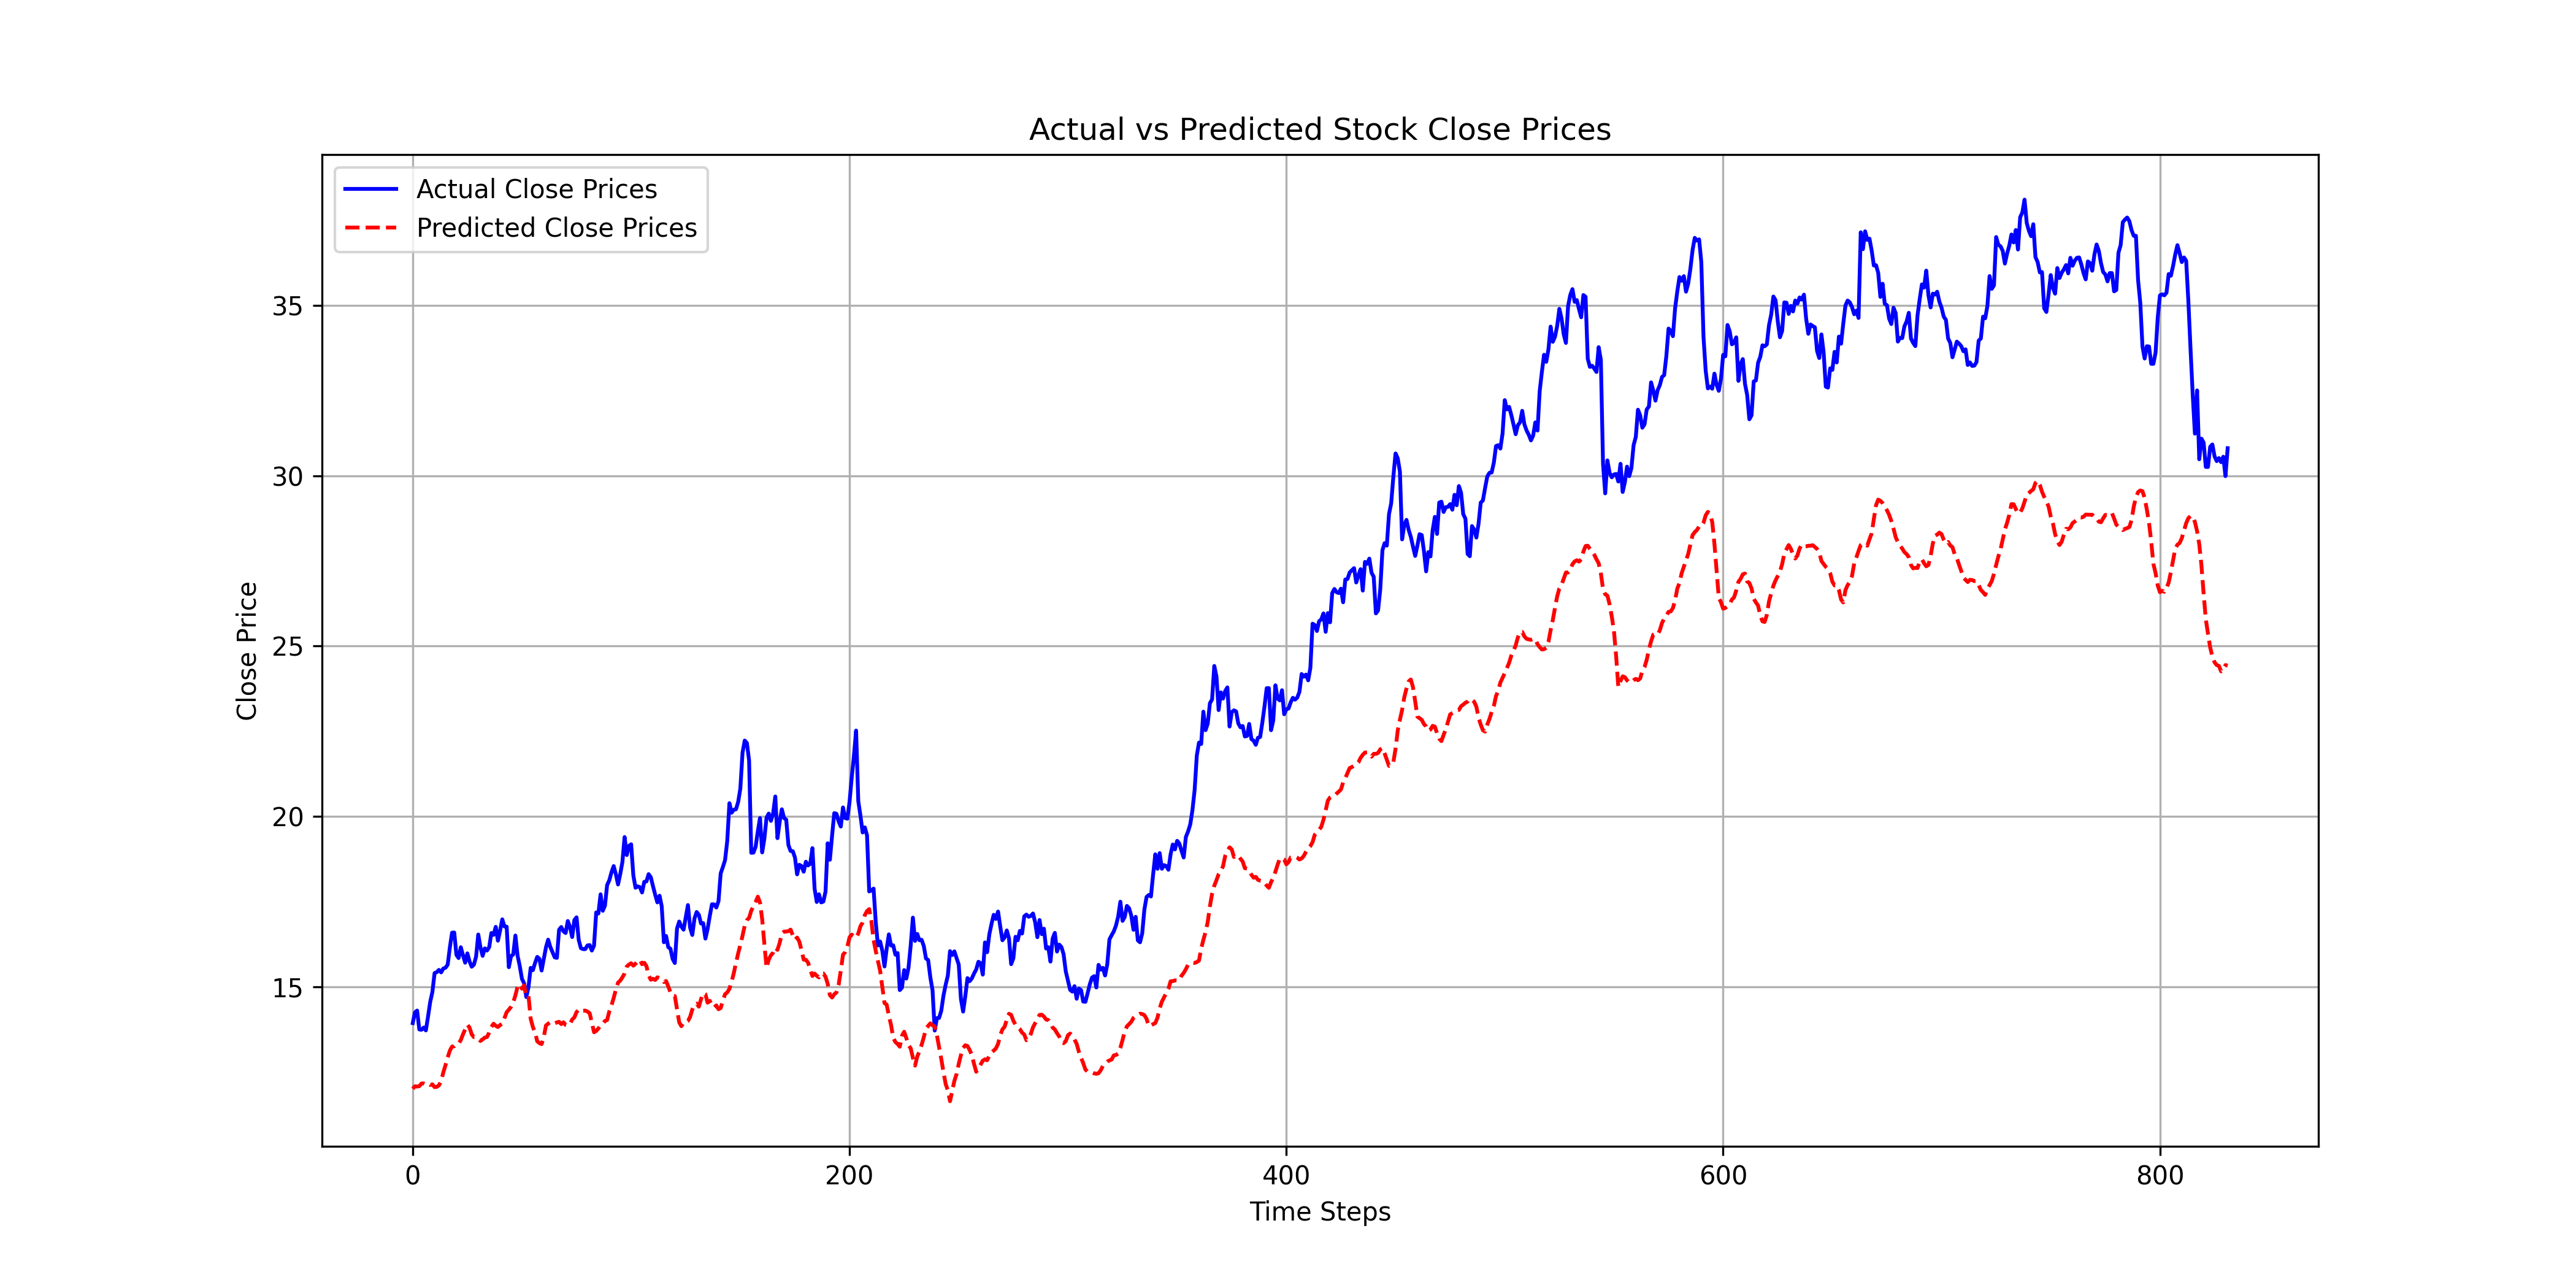 Actual vs Predicted Stock Close Prices
Actual Close Prices
Predicted Close Prices
Close Price
35
30
25
20
15
0 200 400 600 800
Time Steps